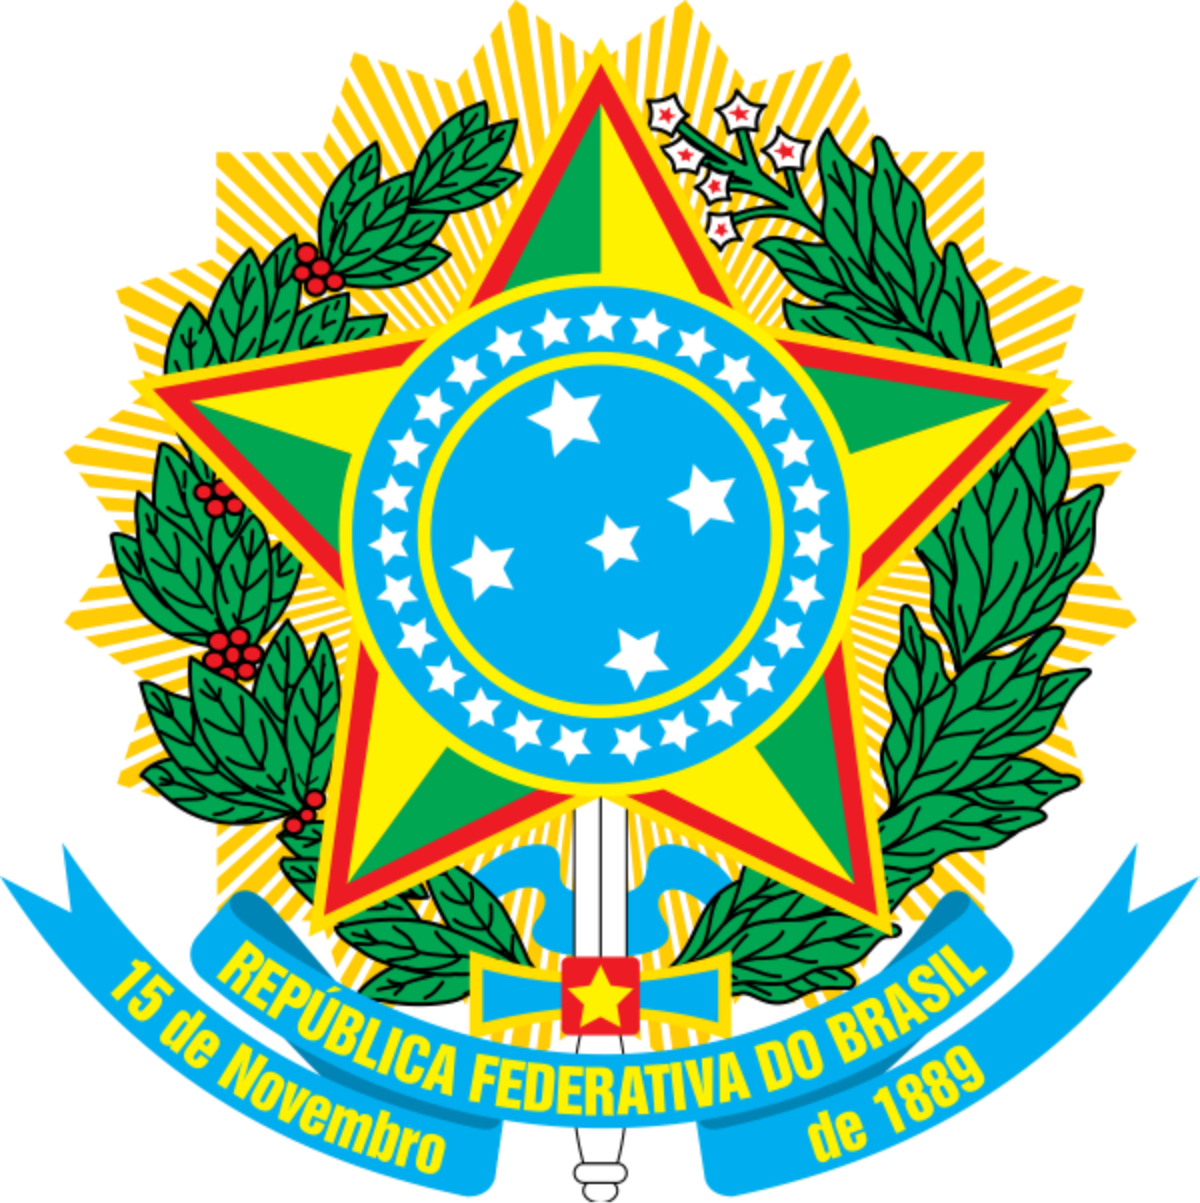 REPÚBLICA FEDERATIVA DO BRASIL
15 de Novembro
de 1889